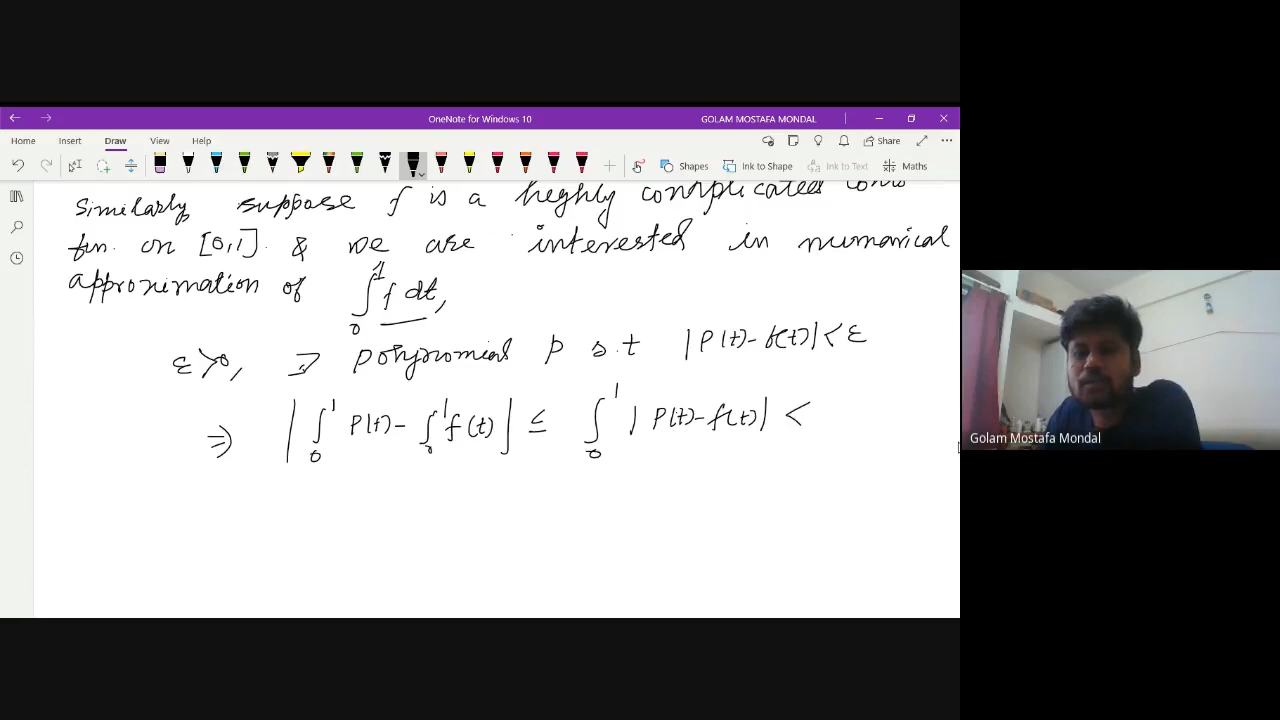 OneNote for Windows 10
GOLAM MOSTAFA MONDAL
Home Insert Draw View Help
Share
Shapes Ink to Shape Ink to Text Maths
Similarly suppose f is a highly complicated
fun. on [0,1]. & we are interested in numarical
approximation of ∫₀¹ f dt,
ε>0, ∃ polynomial p s.t |P(t)-f(t)|<ε
⇒ |∫₀¹ P(t)-∫₀¹ f(t)| ≤ ∫₀¹ |P(t)-f(t)| <
Golam Mostafa Mondal